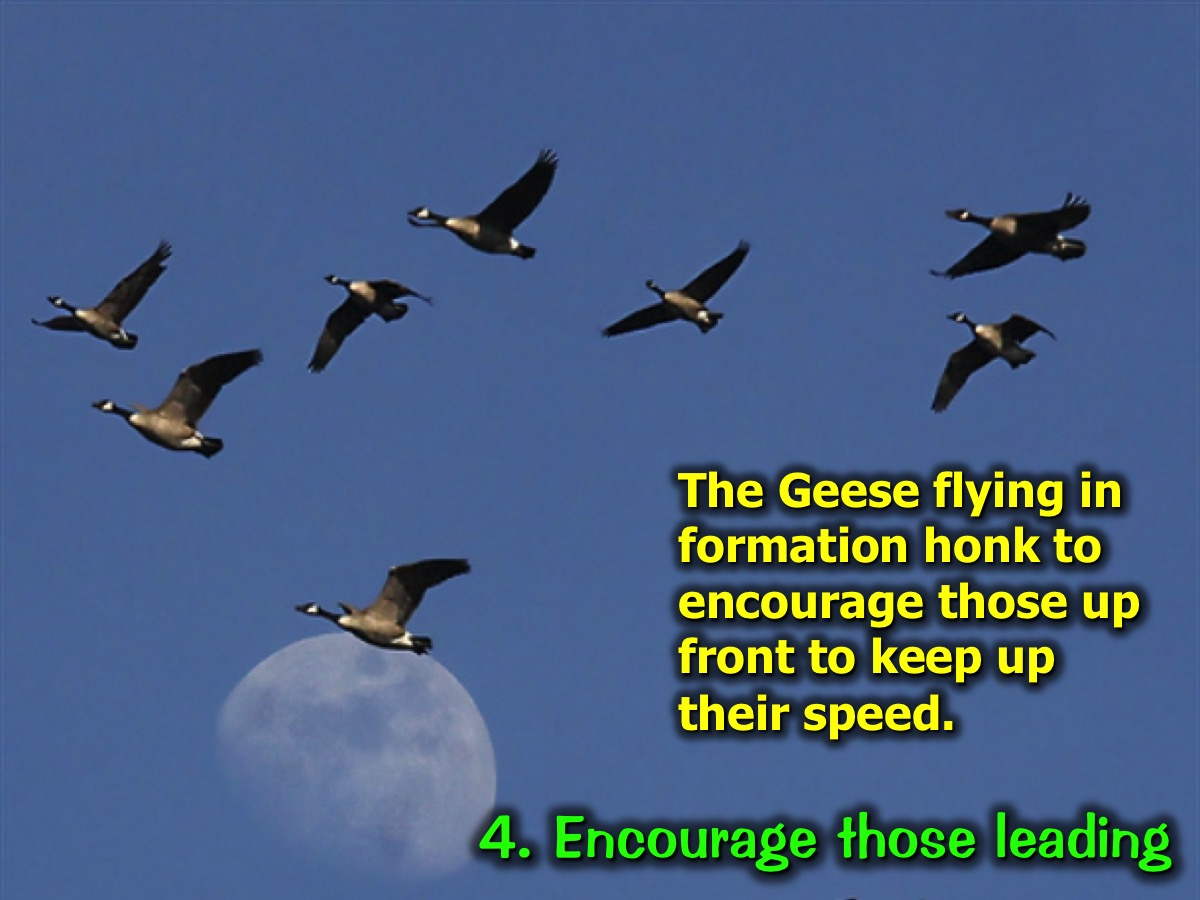 The Geese flying in
formation honk to
encourage those up
front to keep up
their speed.
4. Encourage those leading